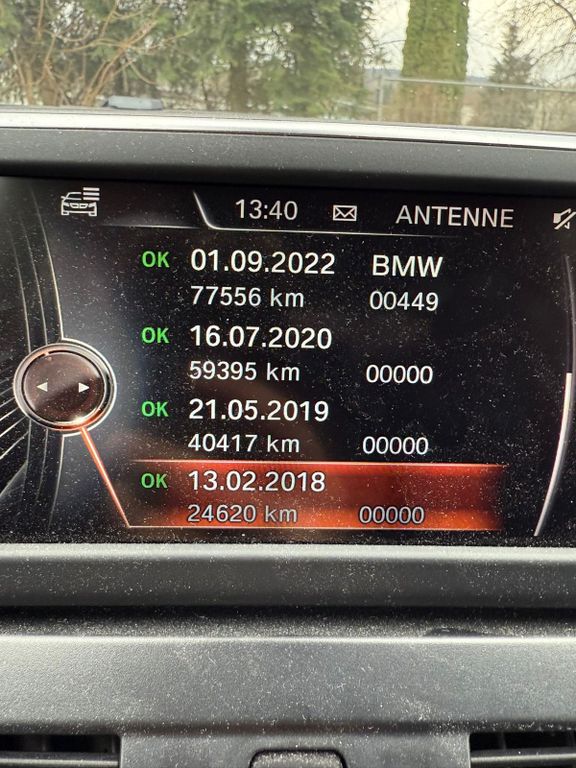 13:40 ANTENNE
OK 01.09.2022 BMW
77556 km 00449
OK 16.07.2020
59395 km 00000
OK 21.05.2019
40417 km 00000
OK 13.02.2018
24620 km 00000